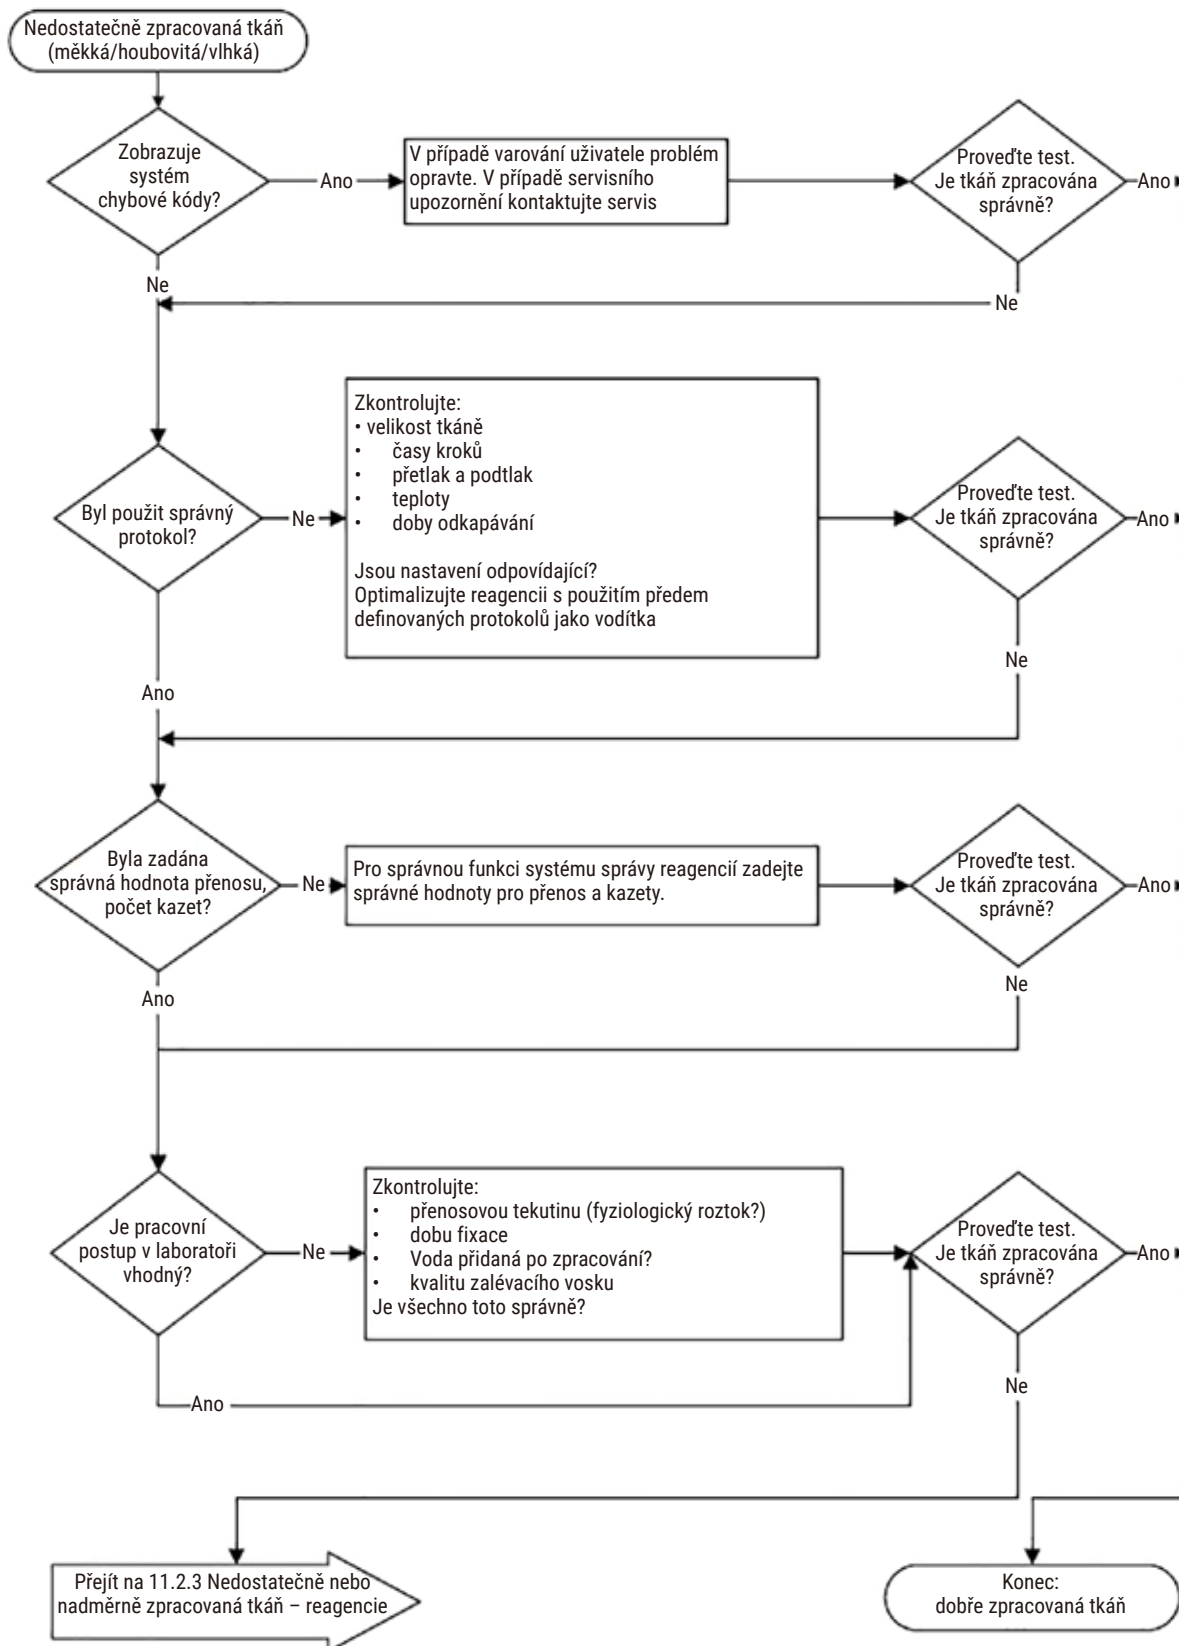 Nedostatečně zpracovaná tkáň
(měkká/houbovitá/vlhká)
Zobrazuje
systém
chybové kódy?
Ano
V případě varování uživatele problém
opravte. V případě servisního
upozornění kontaktujte servis
Proveďte test.
Je tkáň zpracována
správně?
Ano
Ne
Ne
Byl použit správný
protokol?
Ne
Zkontrolujte:
• velikost tkáně
• časy kroků
• přetlak a podtlak
• teploty
• doby odkapávání
Jsou nastavení odpovídající?
Optimalizujte reagencii s použitím předem
definovaných protokolů jako vodítka
Proveďte test.
Je tkáň zpracována
správně?
Ano
Ne
Ano
Byla zadána
správná hodnota přenosu,
počet kazet?
Ne
Pro správnou funkci systému správy reagencií zadejte
správné hodnoty pro přenos a kazety.
Proveďte test.
Je tkáň zpracována
správně?
Ano
Ne
Ano
Je pracovní
postup v laboratoři
vhodný?
Ne
Zkontrolujte:
• přenosovou tekutinu (fyziologický roztok?)
• dobu fixace
• Voda přidaná po zpracování?
• kvalitu zalévacího vosku
Je všechno toto správně?
Proveďte test.
Je tkáň zpracována
správně?
Ano
Ne
Ano
Přejít na 11.2.3 Nedostatečně nebo
nadměrně zpracovaná tkáň – reagencie
Konec:
dobře zpracovaná tkáň